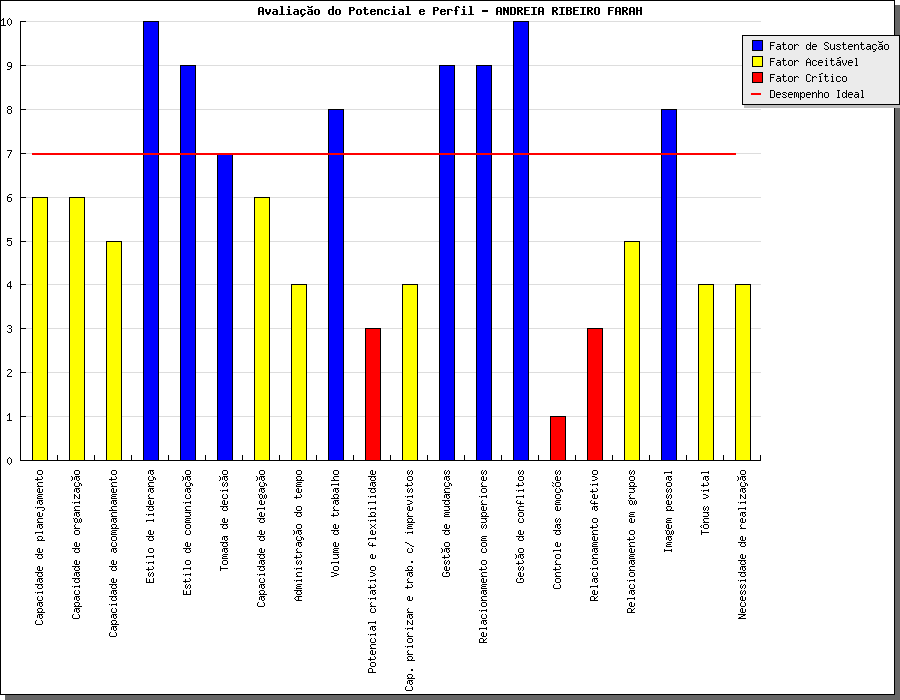 Avaliação do Potencial e Perfil - ANDREIA RIBEIRO FARAH
Fator de Sustentação
Fator Aceitável
Fator Crítico
Desempenho Ideal
10
9
8
7
6
5
4
3
2
1
0
Capacidade de planejamento
Capacidade de organização
Capacidade de acompanhamento
Estilo de liderança
Estilo de comunicação
Tomada de decisão
Capacidade de delegação
Administração do tempo
Volume de trabalho
Potencial criativo e flexibilidade
Cap. priorizar e trab. c/ imprevistos
Gestão de mudanças
Relacionamento com superiores
Gestão de conflitos
Controle das emoções
Relacionamento afetivo
Relacionamento em grupos
Imagem pessoal
Tônus vital
Necessidade de realização